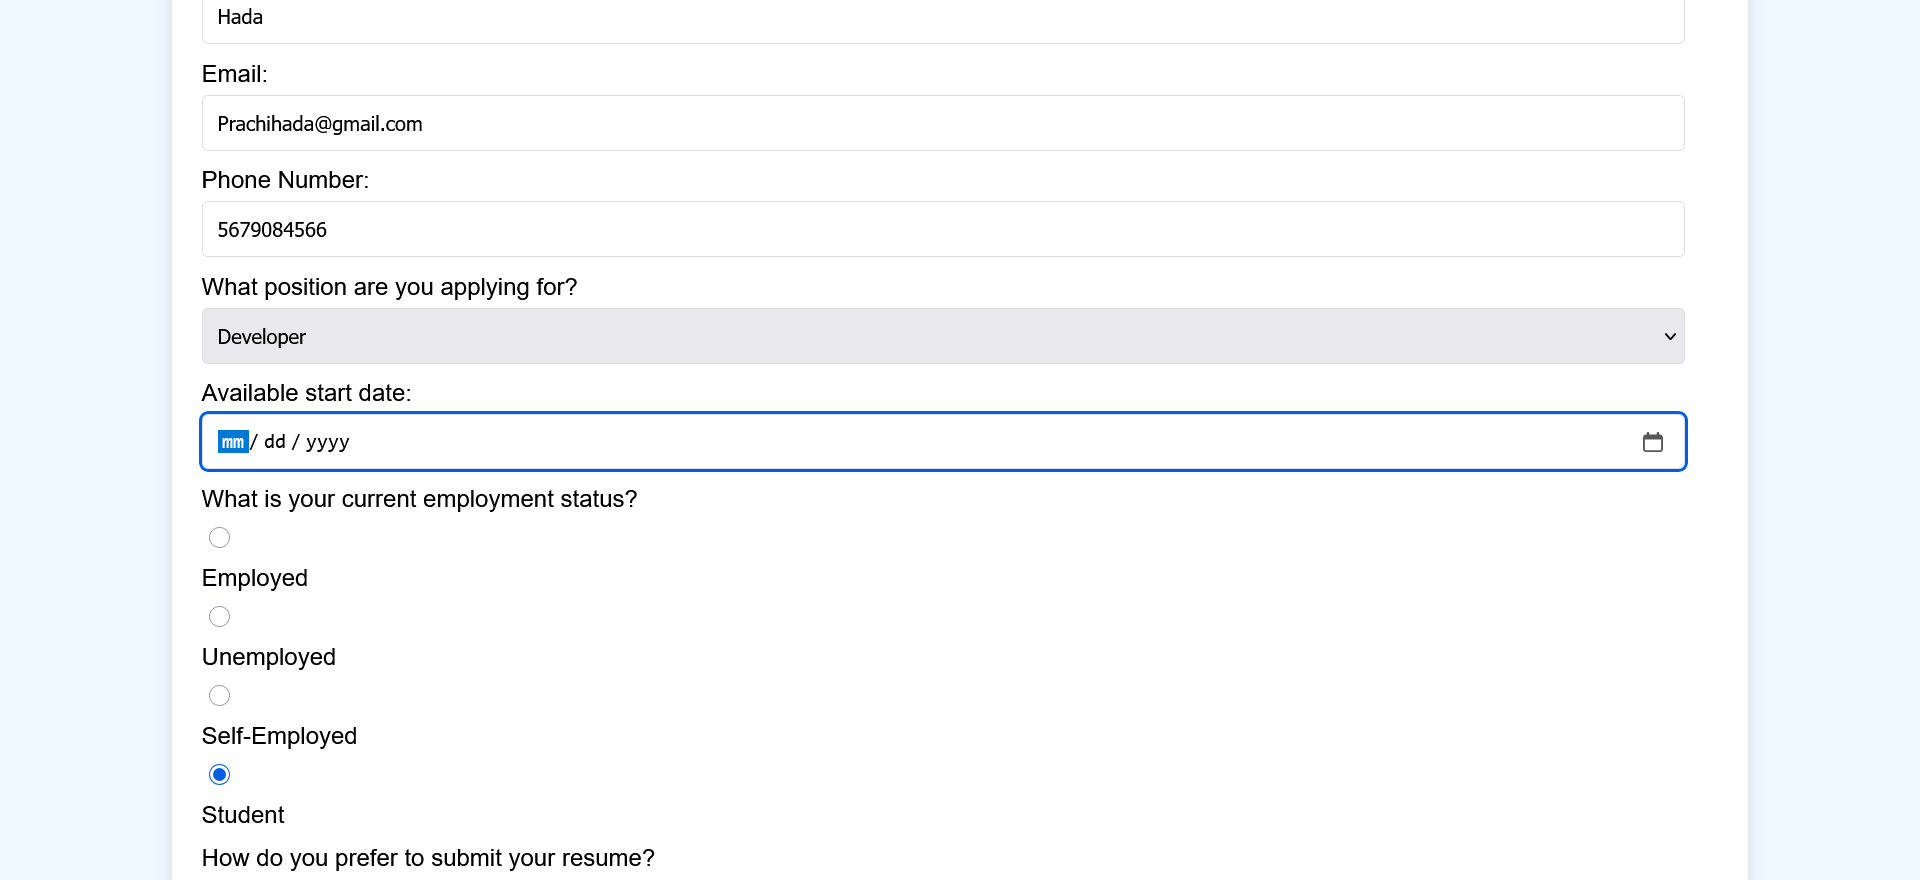 Hada
Email:
Prachihada@gmail.com
Phone Number:
5679084566
What position are you applying for?
Developer
Available start date:
mm / dd / yyyy
What is your current employment status?
Employed
Unemployed
Self-Employed
Student
How do you prefer to submit your resume?